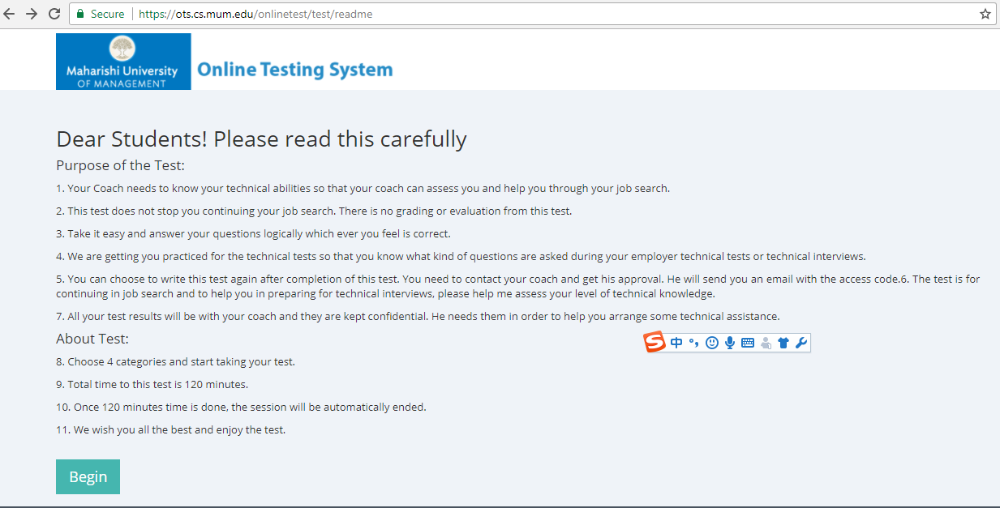 Secure
https://ots.cs.mum.edu/onlinetest/test/readme
Maharishi University
OF MANAGEMENT
Online Testing System
Dear Students! Please read this carefully
Purpose of the Test:
1. Your Coach needs to know your technical abilities so that your coach can assess you and help you through your job search.
2. This test does not stop you continuing your job search. There is no grading or evaluation from this test.
3. Take it easy and answer your questions logically which ever you feel is correct.
4. We are getting you practiced for the technical tests so that you know what kind of questions are asked during your employer technical tests or technical interviews.
5. You can choose to write this test again after completion of this test. You need to contact your coach and get his approval. He will send you an email with the access code.6. The test is for
continuing in job search and to help you in preparing for technical interviews, please help me assess your level of technical knowledge.
7. All your test results will be with your coach and they are kept confidential. He needs them in order to help you arrange some technical assistance.
About Test:
S 中 °,
8. Choose 4 categories and start taking your test.
9. Total time to this test is 120 minutes.
10. Once 120 minutes time is done, the session will be automatically ended.
11. We wish you all the best and enjoy the test.
Begin